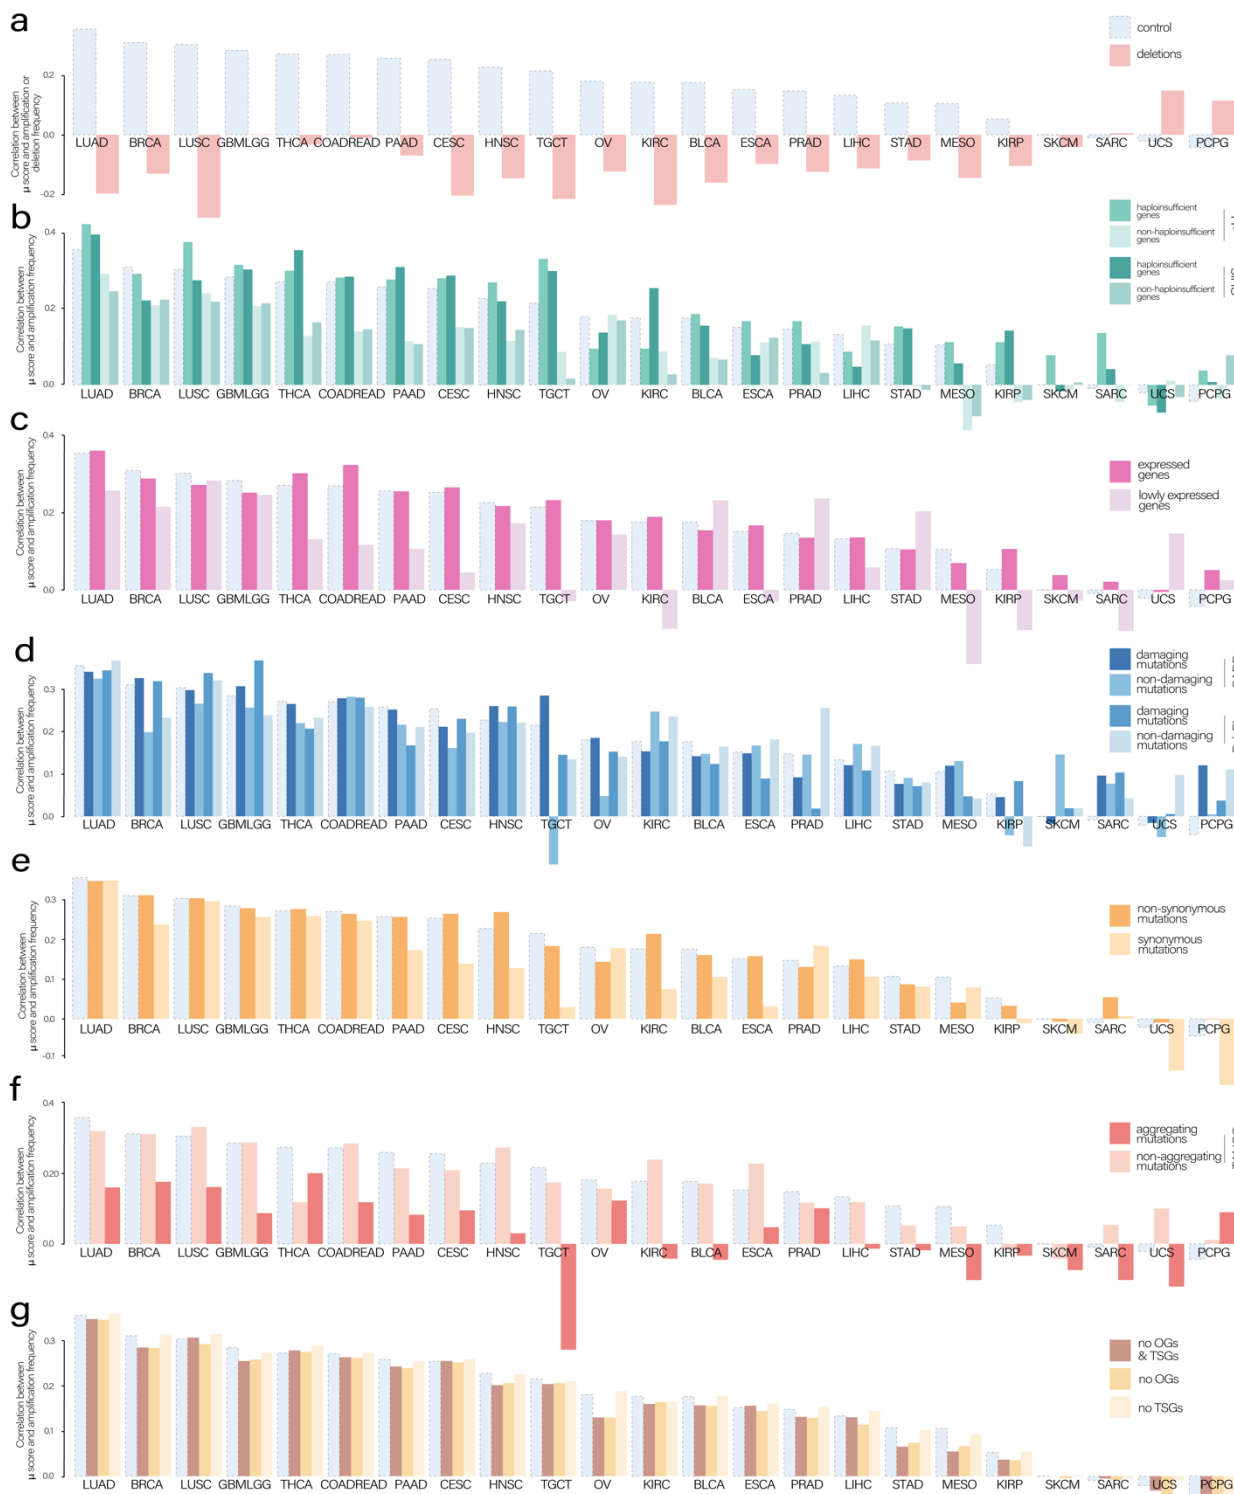 a
control
deletions
Correlation between
µ score and amplification or
deletion frequency
0.2
0.0
-0.2
LUAD BRCA LUSC GBMLGG THCA COADREAD PAAD CESC HNSC TGCT OV KIRC BLCA ESCA PRAD LIHC STAD MESO KIRP SKCM SARC UCS PCPG
b
haploinsufficient
genes
non-haploinsufficient
genes
haploinsufficient
genes
non-haploinsufficient
genes
Correlation between
µ score and amplification frequency
0.4
0.2
0.0
LUAD BRCA LUSC GBMLGG THCA COADREAD PAAD CESC HNSC TGCT OV KIRC BLCA ESCA PRAD LIHC STAD MESO KIRP SKCM SARC UCS PCPG
c
expressed
genes
lowly expressed
genes
Correlation between
µ score and amplification frequency
0.4
0.2
0.0
LUAD BRCA LUSC GBMLGG THCA COADREAD PAAD CESC HNSC TGCT OV KIRC BLCA ESCA PRAD LIHC STAD MESO KIRP SKCM SARC UCS PCPG
d
damaging
mutations
non-damaging
mutations
damaging
mutations
non-damaging
mutations
Correlation between
µ score and amplification frequency
0.3
0.2
0.1
0.0
LUAD BRCA LUSC GBMLGG THCA COADREAD PAAD CESC HNSC TGCT OV KIRC BLCA ESCA PRAD LIHC STAD MESO KIRP SKCM SARC UCS PCPG
e
non-synonymous
mutations
synonymous
mutations
Correlation between
µ score and amplification frequency
0.3
0.2
0.1
0.0
-0.1
LUAD BRCA LUSC GBMLGG THCA COADREAD PAAD CESC HNSC TGCT OV KIRC BLCA ESCA PRAD LIHC STAD MESO KIRP SKCM SARC UCS PCPG
f
aggregating
mutations
non-aggregating
mutations
Correlation between
µ score and amplification frequency
0.4
0.20
0.0
LUAD BRCA LUSC GBMLGG THCA COADREAD PAAD CESC HNSC TGCT OV KIRC BLCA ESCA PRAD LIHC STAD MESO KIRP SKCM SARC UCS PCPG
g
no OGs
& TSGs
no OGs
no TSGs
Correlation between
µ score and amplification frequency
0.3
0.2
0.1
0.0
LUAD BRCA LUSC GBMLGG THCA COADREAD PAAD CESC HNSC TGCT OV KIRC BLCA ESCA PRAD LIHC STAD MESO KIRP SKCM SARC UCS PCPG